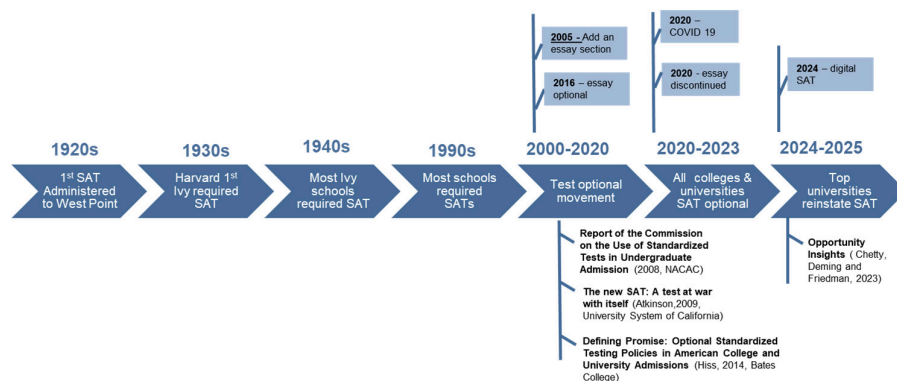 2005 - Add an
essay section
2016 – essay
optional
2020 –
COVID 19
2020 - essay
discontinued
2024 – digital
SAT
1920s
1930s
1940s
1990s
2000-2020
2020-2023
2024-2025
1st SAT
Administered
to West Point
Harvard 1st
Ivy required
SAT
Most Ivy
schools
required SAT
Most schools
required
SATs
Test optional
movement
All colleges &
universities
SAT optional
Top
universities
reinstate SAT
Report of the Commission
on the Use of Standardized
Tests in Undergraduate
Admission (2008, NACAC)
The new SAT: A test at war
with itself (Atkinson,2009,
University System of California)
Defining Promise: Optional Standardized
Testing Policies in American College and
University Admissions (Hiss, 2014, Bates
College)
Opportunity
Insights ( Chetty,
Deming and
Friedman, 2023)